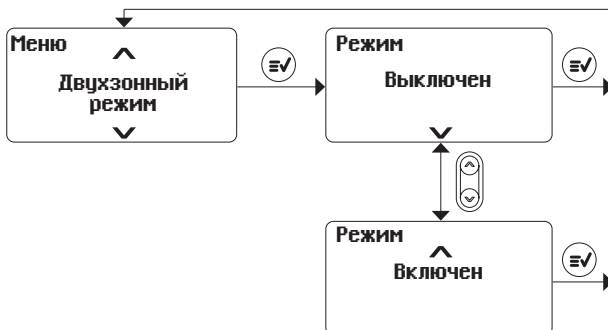 Меню
Двухзонный
режим
Режим
Выключен
Режим
Включен